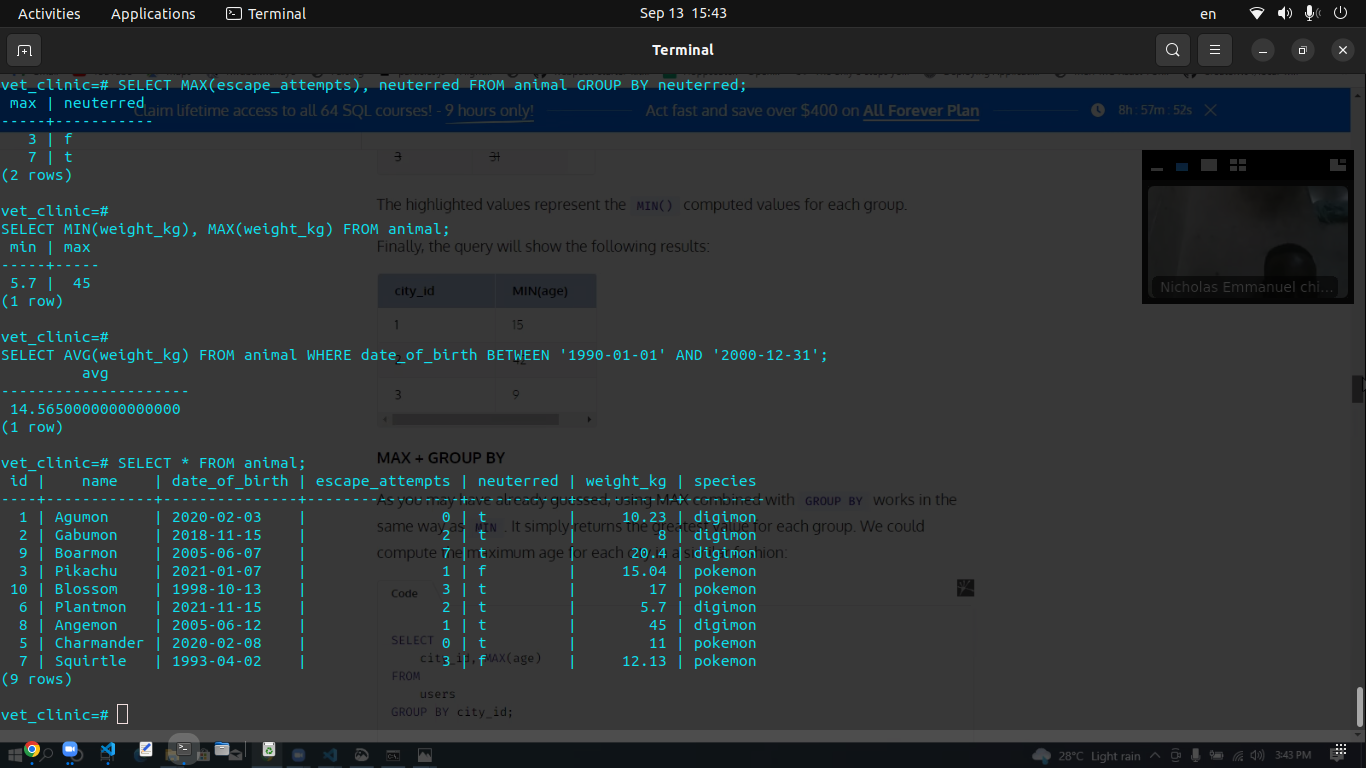 Activities Applications Terminal Sep 13 15:43 en
Terminal
vet_clinic=# SELECT MAX(escape_attempts), neuterred FROM animal GROUP BY neuterred;
max | neuterred
-----+-----------
3 | f
7 | t
(2 rows)
Claim lifetime access to all 64 SQL courses! - 9 hours only! Act fast and save over $400 on All Forever Plan 8h : 57m : 52s
3 31
The highlighted values represent the MIN() computed values for each group.
vet_clinic=#
SELECT MIN(weight_kg), MAX(weight_kg) FROM animal;
Finally, the query will show the following results:
min | max
-----+-----
5.7 | 45
(1 row)
Nicholas Emmanuel chi...
city_id MIN(age)
1 15
3 9
vet_clinic=#
SELECT AVG(weight_kg) FROM animal WHERE date_of_birth BETWEEN '1990-01-01' AND '2000-12-31';
avg
---------------------
14.5650000000000000
(1 row)
MAX + GROUP BY
As you may have already guessed, using MAX combined with GROUP BY works in the
same way as MIN . It simply returns the greatest value for each group. We could
compute the maximum age for each city in a similar fashion:
Code
SELECT
city_id, MAX(age)
FROM
users
GROUP BY city_id;
vet_clinic=# SELECT * FROM animal;
id | name | date_of_birth | escape_attempts | neuterred | weight_kg | species
----+------------+---------------+-----------------+-----------+-----------+---------
1 | Agumon | 2020-02-03 | 0 | t | 10.23 | digimon
2 | Gabumon | 2018-11-15 | 2 | t | 8 | digimon
9 | Boarmon | 2005-06-07 | 7 | t | 20.4 | digimon
3 | Pikachu | 2021-01-07 | 1 | f | 15.04 | pokemon
10 | Blossom | 1998-10-13 | 3 | t | 17 | pokemon
6 | Plantmon | 2021-11-15 | 2 | t | 5.7 | digimon
8 | Angemon | 2005-06-12 | 1 | t | 45 | digimon
5 | Charmander | 2020-02-08 | 0 | t | 11 | pokemon
7 | Squirtle | 1993-04-02 | 3 | f | 12.13 | pokemon
(9 rows)
vet_clinic=#
28°C Light rain 3:43 PM